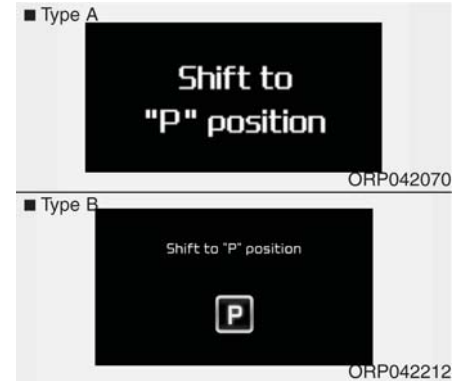 ■ Type A
Shift to
"P" position
ORP042070
■ Type B
Shift to "P" position
P
ORP042212